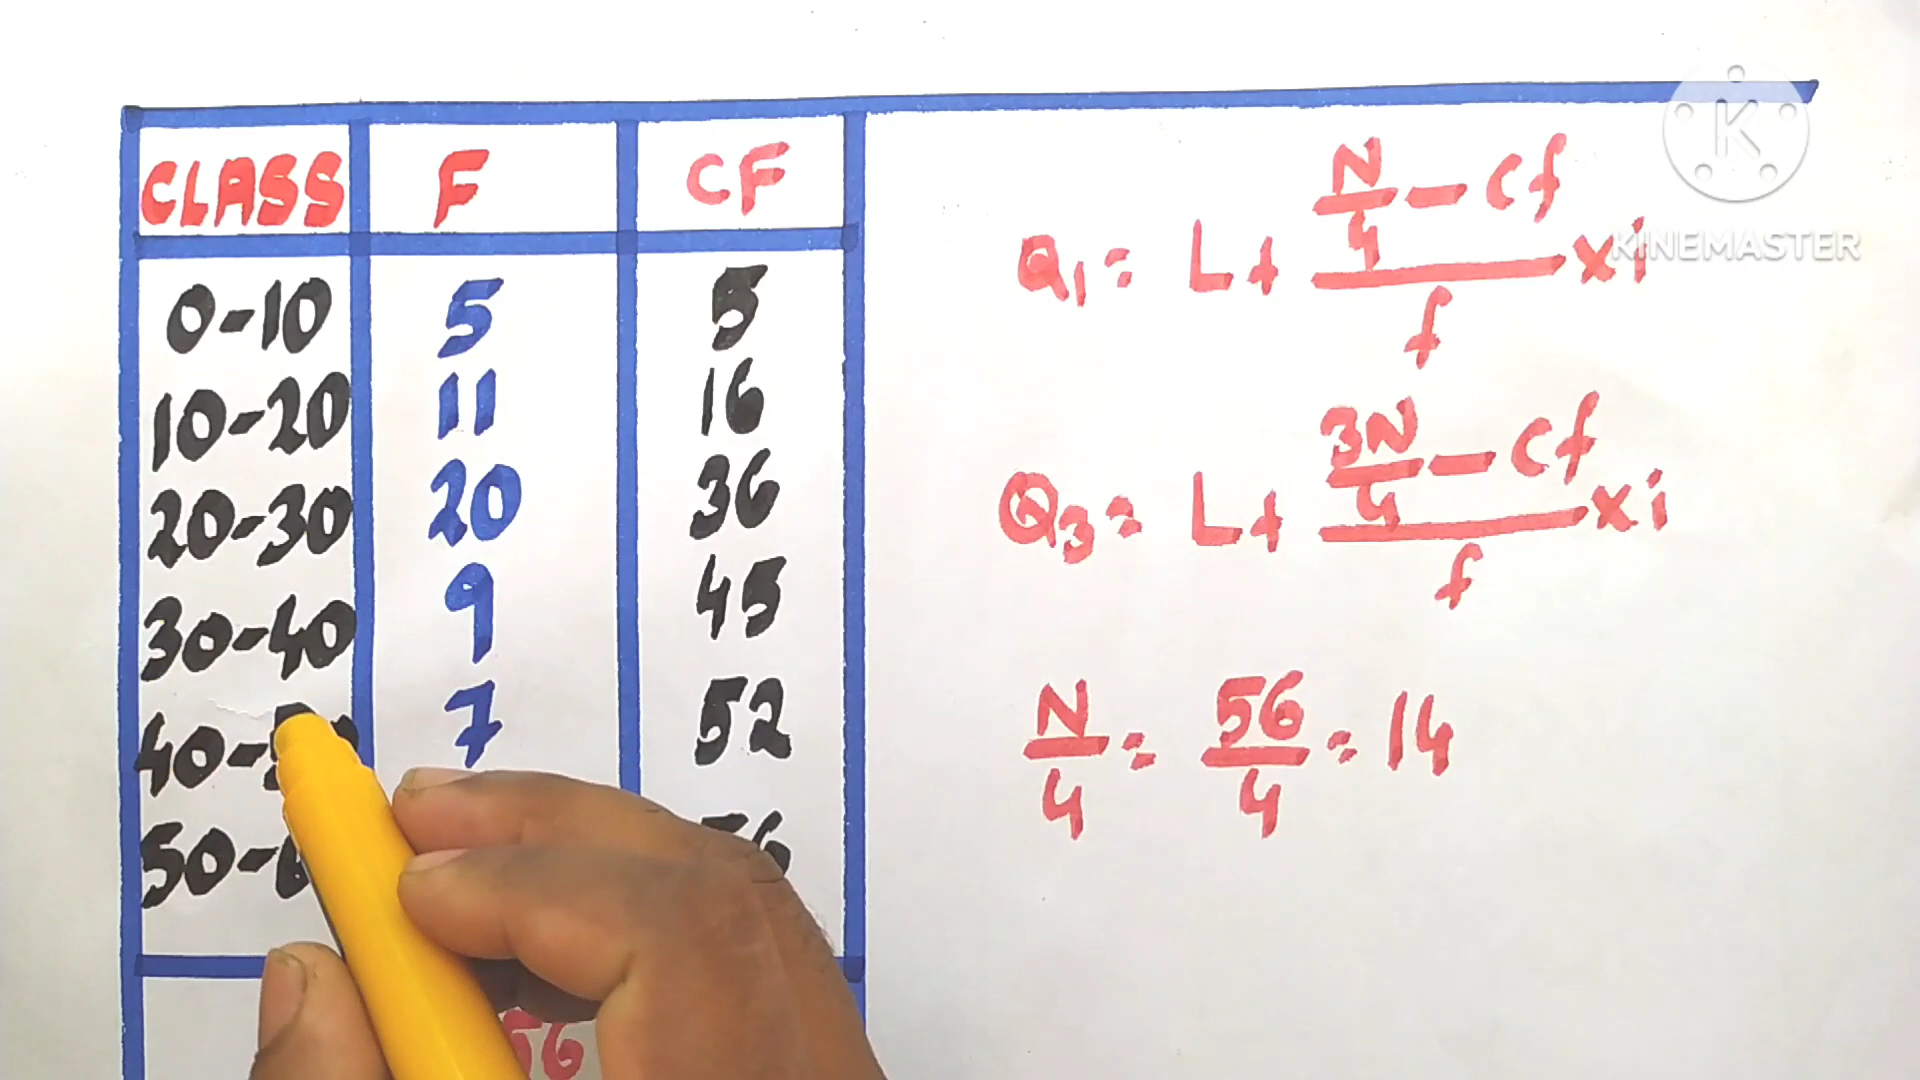 CLASS F CF
0-10 5 5
10-20 11 16
20-30 20 36
30-40 9 45
40- 7 52
50-
56
Q1 = L + N/4 - Cf / f x i
Q3 = L + 3N/4 - Cf / f x i
N/4 = 56/4 = 14
K
KINEMASTER